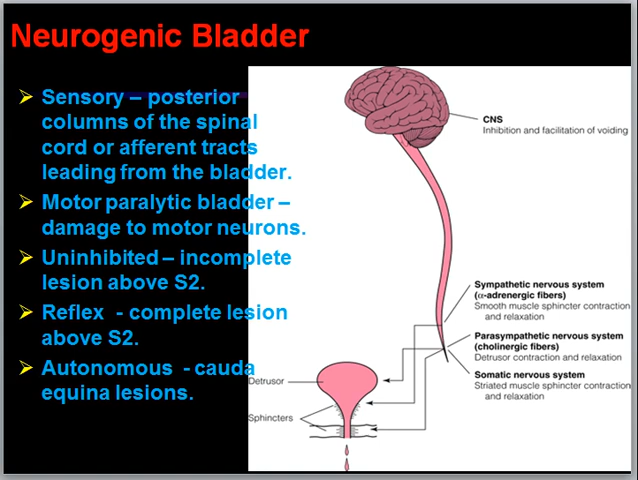 Neurogenic Bladder
➢ Sensory – posterior
columns of the spinal
cord or afferent tracts
leading from the bladder.
➢ Motor paralytic bladder –
damage to motor neurons.
➢ Uninhibited – incomplete
lesion above S2.
➢ Reflex - complete lesion
above S2.
➢ Autonomous - cauda
equina lesions.
CNS
Inhibition and facilitation of voiding
Sympathetic nervous system
(α-adrenergic fibers)
Smooth muscle sphincter contraction
and relaxation
Parasympathetic nervous system
(cholinergic fibers)
Detrusor contraction and relaxation
Somatic nervous system
Striated muscle sphincter contraction
and relaxation
Detrusor
Sphincters